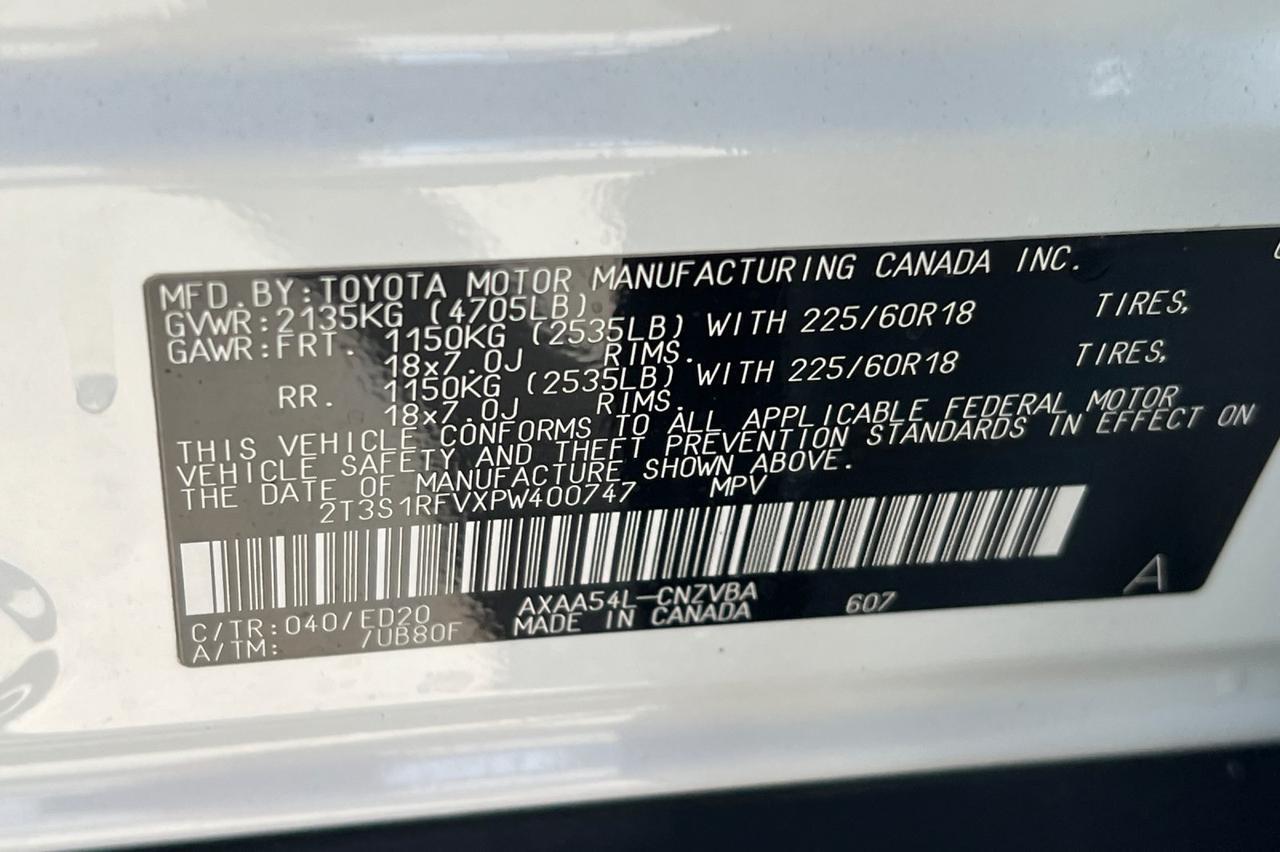 MFD.BY:TOYOTA MOTOR MANUFACTURING CANADA INC.
GVWR:2135KG (4705LB)
GAWR:FRT. 1150KG (2535LB) WITH 225/60R18 TIRES,
18x7.0J RIMS.
RR. 1150KG (2535LB) WITH 225/60R18 TIRES,
18x7.0J RIMS.
THIS VEHICLE CONFORMS TO ALL APPLICABLE FEDERAL MOTOR
VEHICLE SAFETY AND THEFT PREVENTION STANDARDS IN EFFECT ON
THE DATE OF MANUFACTURE SHOWN ABOVE.
2T3S1RFVXPW400747 MPV
C/TR:040/ED20 AXAA54L-CNZVBA 607 A
A/TM: /UB80F MADE IN CANADA